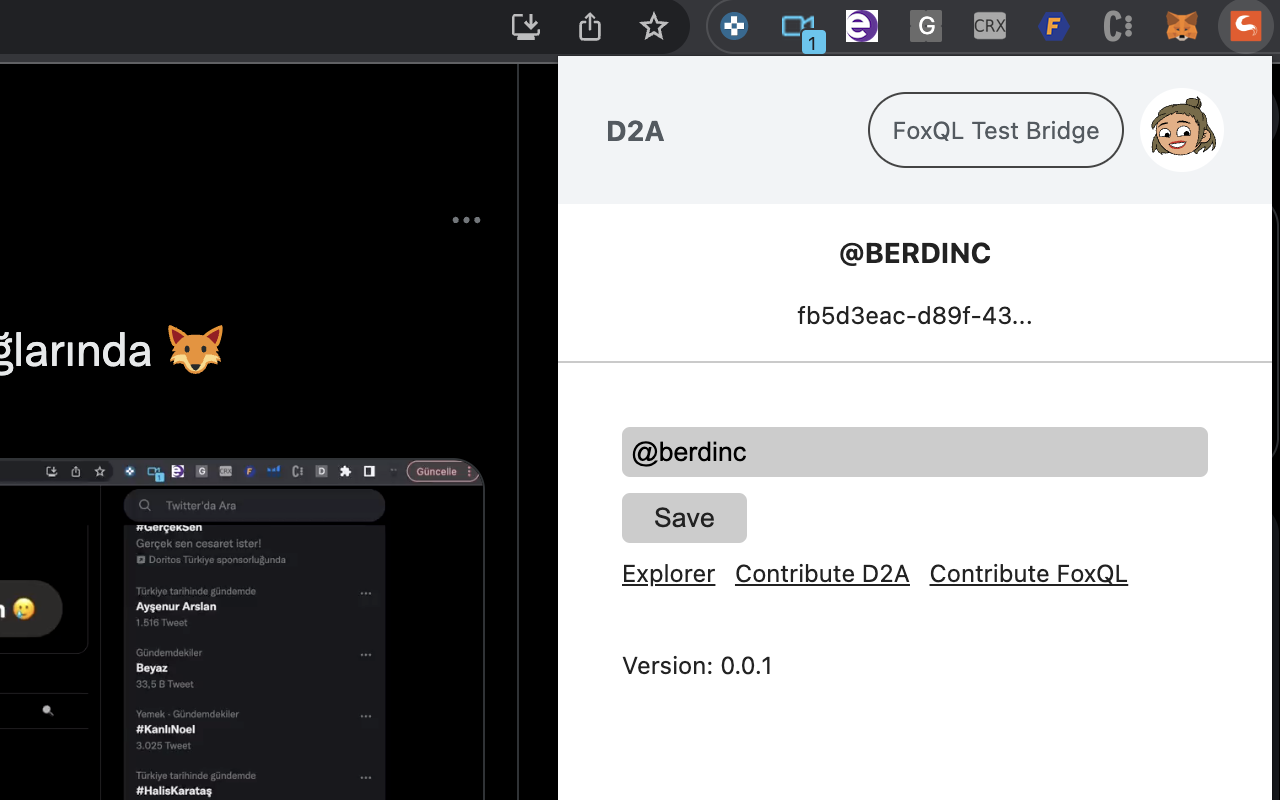 1
e
G
CRX
F
D2A
FoxQL Test Bridge
@BERDINC
fb5d3eac-d89f-43...
ğlarında 🦊
@berdinc
Save
Explorer Contribute D2A Contribute FoxQL
Version: 0.0.1
1
G
CRX
F
D
Güncelle
Twitter'da Ara
#GerçekSen
Gerçek sen cesaret ister!
Doritos Türkiye sponsorluğunda
Türkiye tarihinde gündemde
Ayşenur Arslan
1.516 Tweet
Gündemdekiler
Beyaz
33,5 B Tweet
Yemek · Gündemdekiler
#KanlıNoel
3.025 Tweet
Türkiye tarihinde gündemde
#HalisKarataş